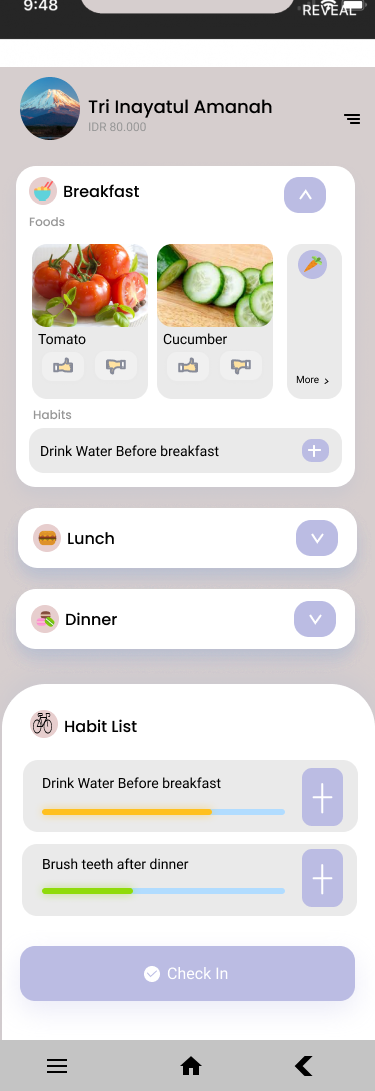 9:48
REVEAL
Tri Inayatul Amanah
IDR 80.000
Breakfast
Foods
Tomato
Cucumber
More
Habits
Drink Water Before breakfast
Lunch
Dinner
Habit List
Drink Water Before breakfast
Brush teeth after dinner
Check In